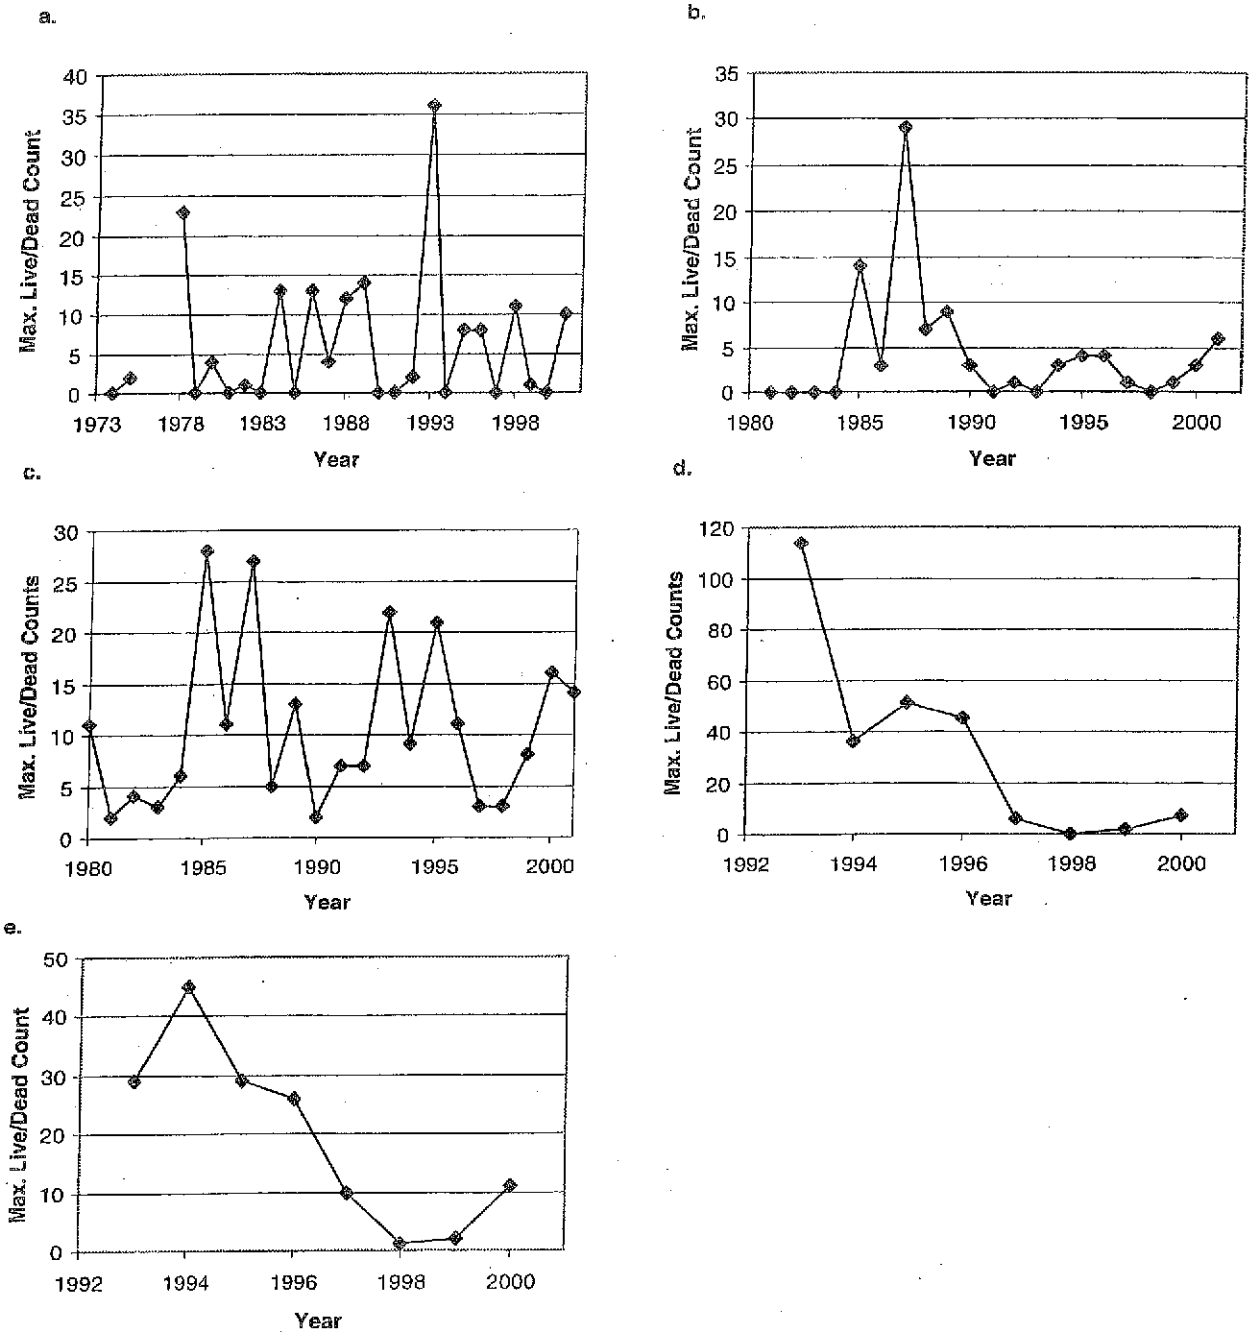 a.
40
35
30
25
20
15
10
5
0
Max. Live/Dead Count
1973 1978 1983 1988 1993 1998
Year
b.
35
30
25
20
15
10
5
0
Max. Live/Dead Count
1980 1985 1990 1995 2000
Year
c.
30
25
20
15
10
5
0
Max. Live/Dead Counts
1980 1985 1990 1995 2000
Year
d.
120
100
80
60
40
20
0
Max. Live/Dead Counts
1992 1994 1996 1998 2000
Year
e.
50
40
30
20
10
0
Max. Live/Dead Count
1992 1994 1996 1998 2000
Year